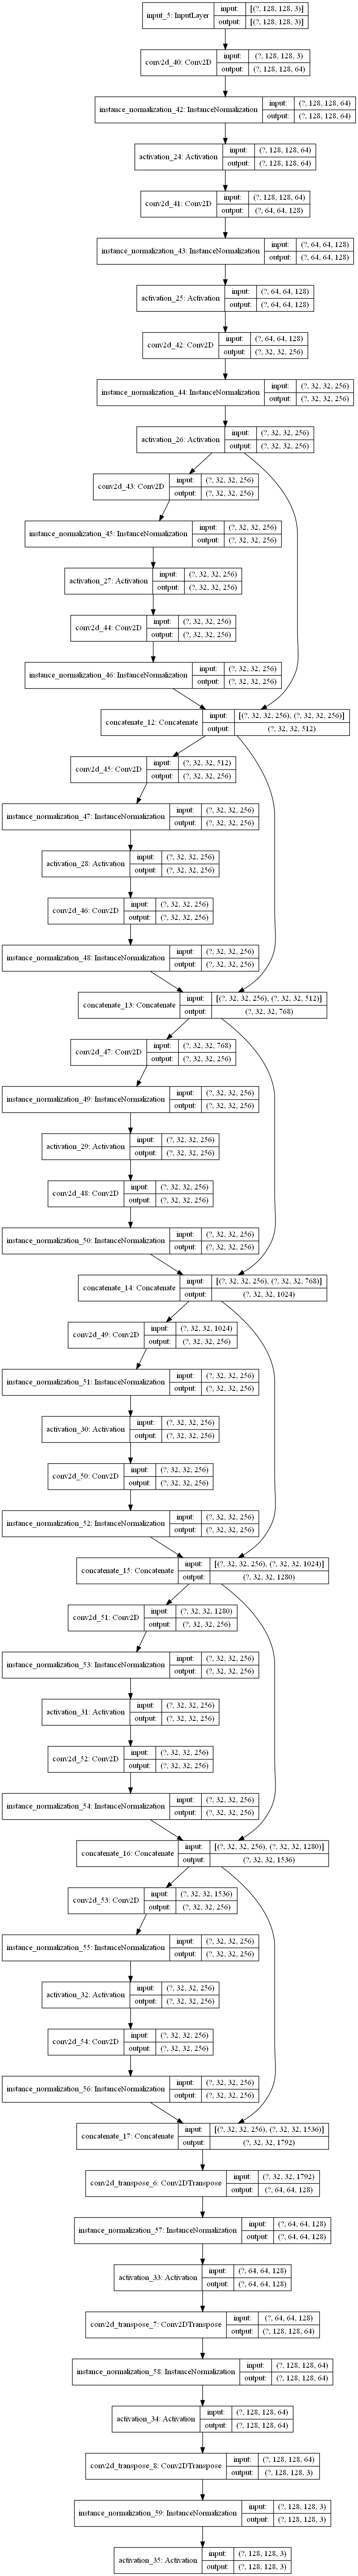 input_5: InputLayer input: [(?, 128, 128, 3)]
output: [(?, 128, 128, 3)]
conv2d_40: Conv2D input: (?, 128, 128, 3)
output: (?, 128, 128, 64)
instance_normalization_42: InstanceNormalization input: (?, 128, 128, 64)
output: (?, 128, 128, 64)
activation_24: Activation input: (?, 128, 128, 64)
output: (?, 128, 128, 64)
conv2d_41: Conv2D input: (?, 128, 128, 64)
output: (?, 64, 64, 128)
instance_normalization_43: InstanceNormalization input: (?, 64, 64, 128)
output: (?, 64, 64, 128)
activation_25: Activation input: (?, 64, 64, 128)
output: (?, 64, 64, 128)
conv2d_42: Conv2D input: (?, 64, 64, 128)
output: (?, 32, 32, 256)
instance_normalization_44: InstanceNormalization input: (?, 32, 32, 256)
output: (?, 32, 32, 256)
activation_26: Activation input: (?, 32, 32, 256)
output: (?, 32, 32, 256)
conv2d_43: Conv2D input: (?, 32, 32, 256)
output: (?, 32, 32, 256)
instance_normalization_45: InstanceNormalization input: (?, 32, 32, 256)
output: (?, 32, 32, 256)
activation_27: Activation input: (?, 32, 32, 256)
output: (?, 32, 32, 256)
conv2d_44: Conv2D input: (?, 32, 32, 256)
output: (?, 32, 32, 256)
instance_normalization_46: InstanceNormalization input: (?, 32, 32, 256)
output: (?, 32, 32, 256)
concatenate_12: Concatenate input: [(?, 32, 32, 256), (?, 32, 32, 256)]
output: (?, 32, 32, 512)
conv2d_45: Conv2D input: (?, 32, 32, 512)
output: (?, 32, 32, 256)
instance_normalization_47: InstanceNormalization input: (?, 32, 32, 256)
output: (?, 32, 32, 256)
activation_28: Activation input: (?, 32, 32, 256)
output: (?, 32, 32, 256)
conv2d_46: Conv2D input: (?, 32, 32, 256)
output: (?, 32, 32, 256)
instance_normalization_48: InstanceNormalization input: (?, 32, 32, 256)
output: (?, 32, 32, 256)
concatenate_13: Concatenate input: [(?, 32, 32, 256), (?, 32, 32, 512)]
output: (?, 32, 32, 768)
conv2d_47: Conv2D input: (?, 32, 32, 768)
output: (?, 32, 32, 256)
instance_normalization_49: InstanceNormalization input: (?, 32, 32, 256)
output: (?, 32, 32, 256)
activation_29: Activation input: (?, 32, 32, 256)
output: (?, 32, 32, 256)
conv2d_48: Conv2D input: (?, 32, 32, 256)
output: (?, 32, 32, 256)
instance_normalization_50: InstanceNormalization input: (?, 32, 32, 256)
output: (?, 32, 32, 256)
concatenate_14: Concatenate input: [(?, 32, 32, 256), (?, 32, 32, 768)]
output: (?, 32, 32, 1024)
conv2d_49: Conv2D input: (?, 32, 32, 1024)
output: (?, 32, 32, 256)
instance_normalization_51: InstanceNormalization input: (?, 32, 32, 256)
output: (?, 32, 32, 256)
activation_30: Activation input: (?, 32, 32, 256)
output: (?, 32, 32, 256)
conv2d_50: Conv2D input: (?, 32, 32, 256)
output: (?, 32, 32, 256)
instance_normalization_52: InstanceNormalization input: (?, 32, 32, 256)
output: (?, 32, 32, 256)
concatenate_15: Concatenate input: [(?, 32, 32, 256), (?, 32, 32, 1024)]
output: (?, 32, 32, 1280)
conv2d_51: Conv2D input: (?, 32, 32, 1280)
output: (?, 32, 32, 256)
instance_normalization_53: InstanceNormalization input: (?, 32, 32, 256)
output: (?, 32, 32, 256)
activation_31: Activation input: (?, 32, 32, 256)
output: (?, 32, 32, 256)
conv2d_52: Conv2D input: (?, 32, 32, 256)
output: (?, 32, 32, 256)
instance_normalization_54: InstanceNormalization input: (?, 32, 32, 256)
output: (?, 32, 32, 256)
concatenate_16: Concatenate input: [(?, 32, 32, 256), (?, 32, 32, 1280)]
output: (?, 32, 32, 1536)
conv2d_53: Conv2D input: (?, 32, 32, 1536)
output: (?, 32, 32, 256)
instance_normalization_55: InstanceNormalization input: (?, 32, 32, 256)
output: (?, 32, 32, 256)
activation_32: Activation input: (?, 32, 32, 256)
output: (?, 32, 32, 256)
conv2d_54: Conv2D input: (?, 32, 32, 256)
output: (?, 32, 32, 256)
instance_normalization_56: InstanceNormalization input: (?, 32, 32, 256)
output: (?, 32, 32, 256)
concatenate_17: Concatenate input: [(?, 32, 32, 256), (?, 32, 32, 1536)]
output: (?, 32, 32, 1792)
conv2d_transpose_6: Conv2DTranspose input: (?, 32, 32, 1792)
output: (?, 64, 64, 128)
instance_normalization_57: InstanceNormalization input: (?, 64, 64, 128)
output: (?, 64, 64, 128)
activation_33: Activation input: (?, 64, 64, 128)
output: (?, 64, 64, 128)
conv2d_transpose_7: Conv2DTranspose input: (?, 64, 64, 128)
output: (?, 128, 128, 64)
instance_normalization_58: InstanceNormalization input: (?, 128, 128, 64)
output: (?, 128, 128, 64)
activation_34: Activation input: (?, 128, 128, 64)
output: (?, 128, 128, 64)
conv2d_transpose_8: Conv2DTranspose input: (?, 128, 128, 64)
output: (?, 128, 128, 3)
instance_normalization_59: InstanceNormalization input: (?, 128, 128, 3)
output: (?, 128, 128, 3)
activation_35: Activation input: (?, 128, 128, 3)
output: (?, 128, 128, 3)